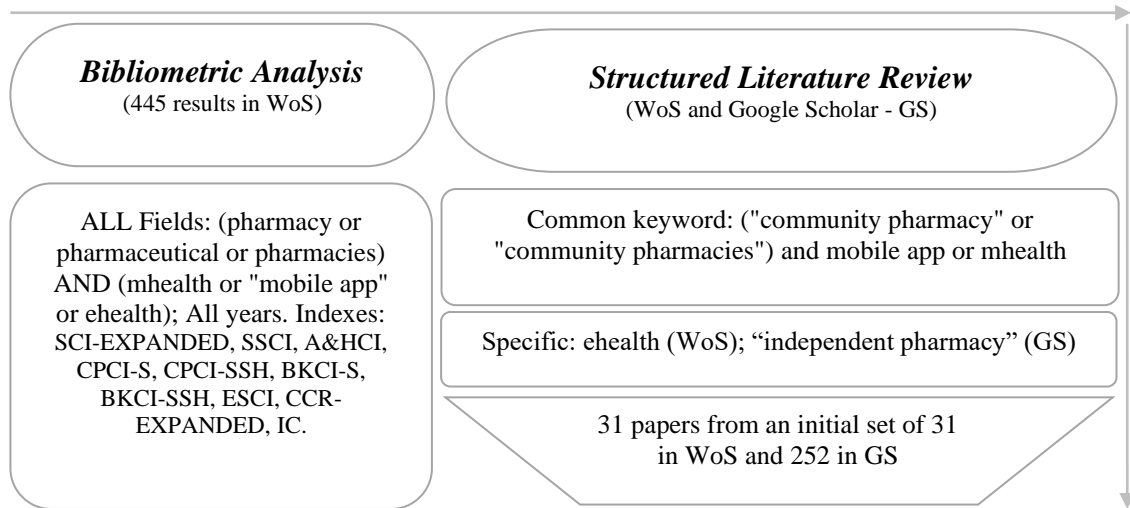 Bibliometric Analysis
(445 results in WoS)
ALL Fields: (pharmacy or
pharmaceutical or pharmacies)
AND (mhealth or "mobile app"
or ehealth); All years. Indexes:
SCI-EXPANDED, SSCI, A&HCI,
CPCI-S, CPCI-SSH, BKCI-S,
BKCI-SSH, ESCI, CCR-
EXPANDED, IC.
Structured Literature Review
(WoS and Google Scholar - GS)
Common keyword: ("community pharmacy" or
"community pharmacies") and mobile app or mhealth
Specific: ehealth (WoS); “independent pharmacy” (GS)
31 papers from an initial set of 31
in WoS and 252 in GS